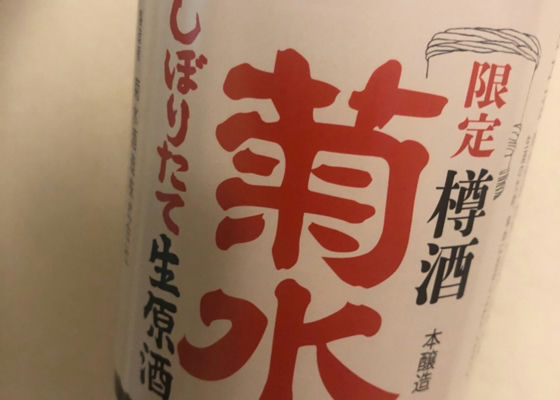 限定
樽酒
本醸造
菊水
しぼりたて
生原酒